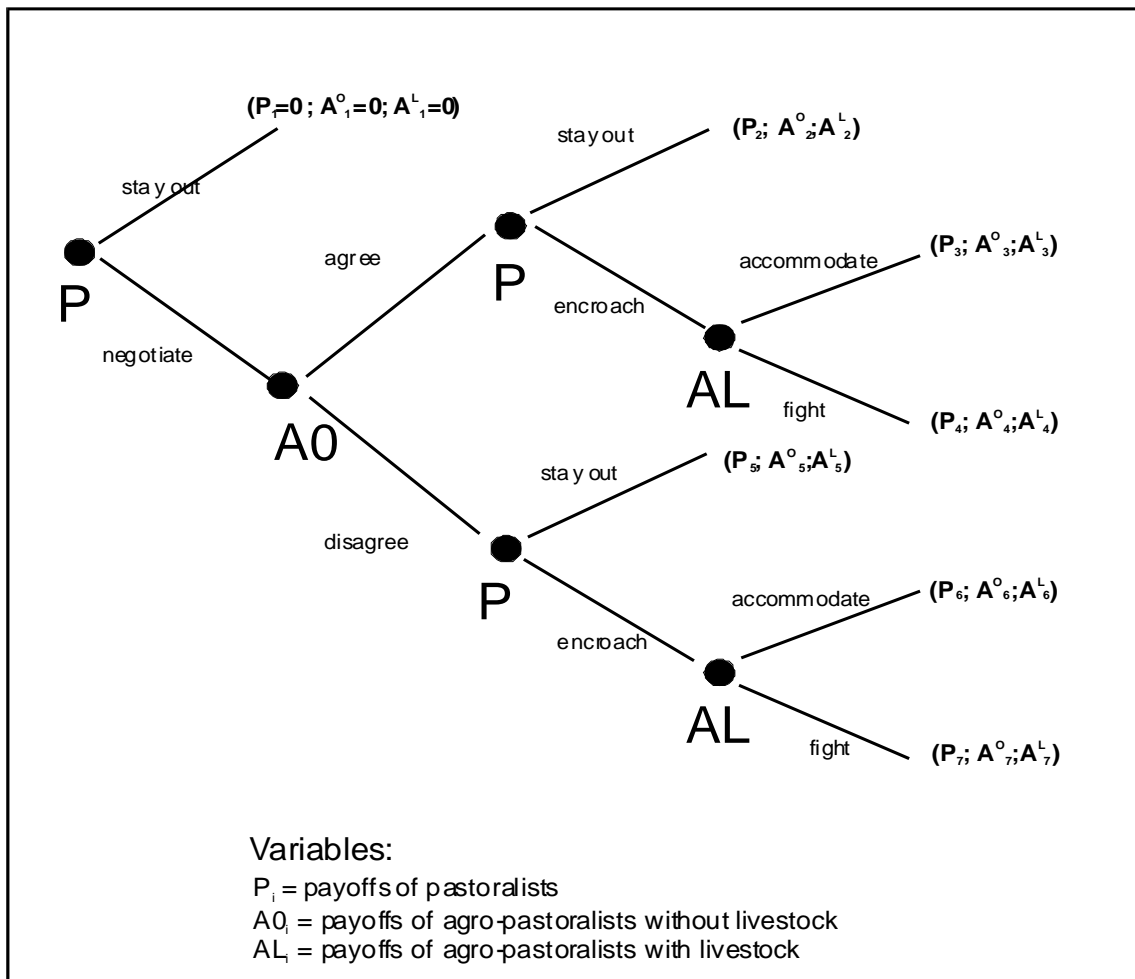 (P₁=0 ; Aᴼ₁=0; Aᴸ₁=0)
stay out
(P₂; Aᴼ₂;Aᴸ₂)
stay out
P
agree
P
(P₃; Aᴼ₃;Aᴸ₃)
accommodate
encroach
negotiate
A0
AL
fight
(P₄; Aᴼ₄;Aᴸ₄)
(P₅; Aᴼ₅;Aᴸ₅)
stay out
disagree
P
(P₆; Aᴼ₆;Aᴸ₆)
accommodate
encroach
AL
fight
(P₇; Aᴼ₇;Aᴸ₇)
Variables:
Pᵢ = payoffs of pastoralists
A0ᵢ = payoffs of agro-pastoralists without livestock
ALᵢ = payoffs of agro-pastoralists with livestock